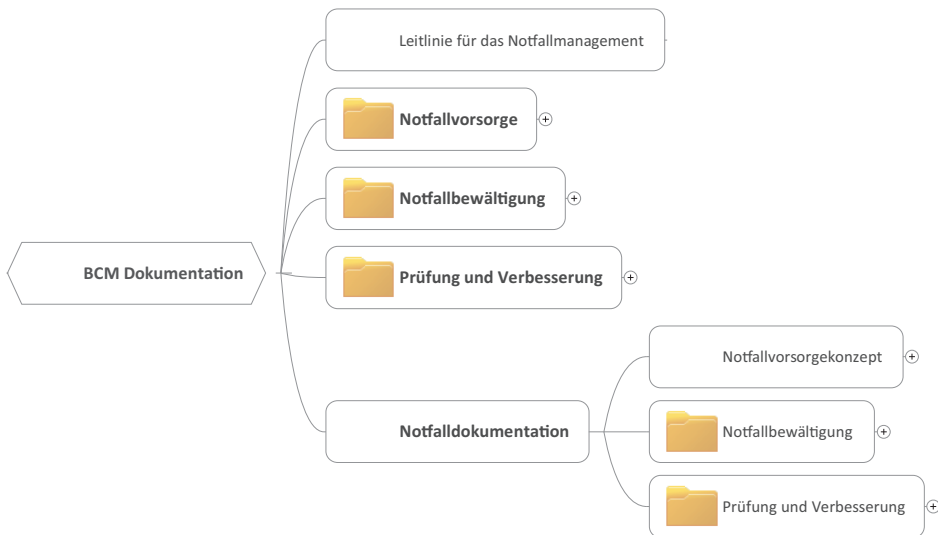 Leitlinie für das Notfallmanagement
Notfallvorsorge
Notfallbewältigung
BCM Dokumentation
Prüfung und Verbesserung
Notfallvorsorgekonzept
Notfalldokumentation
Notfallbewältigung
Prüfung und Verbesserung